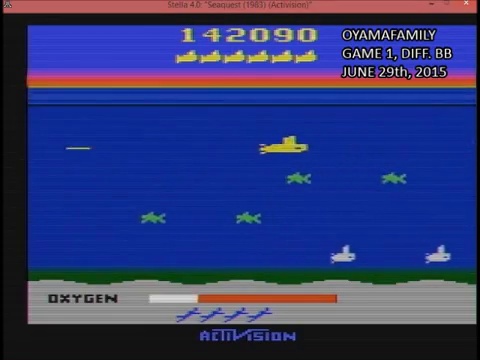 Stella 4.0: "Seaquest (1983) (Activision)"
142090
OYAMAFAMILY
GAME 1, DIFF. BB
JUNE 29th, 2015
OXYGEN
ACTIVISION